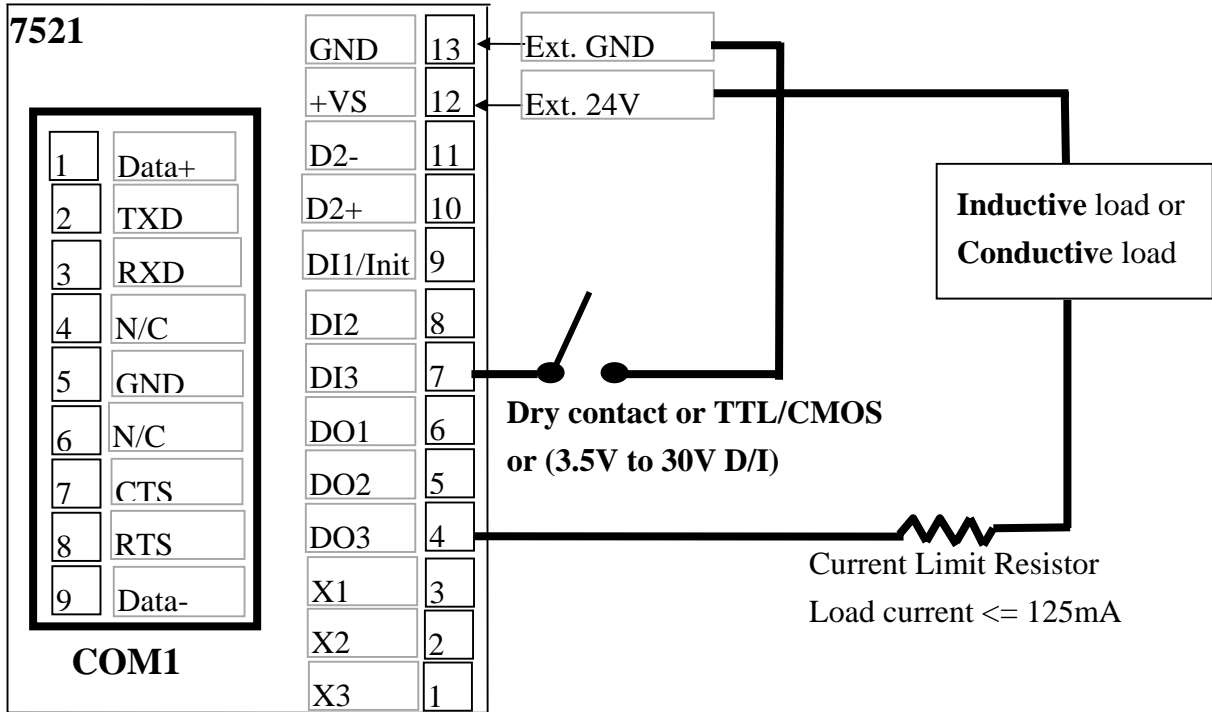 7521
GND 13
+VS 12
D2- 11
D2+ 10
DI1/Init 9
DI2 8
DI3 7
DO1 6
DO2 5
DO3 4
X1 3
X2 2
X3 1
1 Data+
2 TXD
3 RXD
4 N/C
5 GND
6 N/C
7 CTS
8 RTS
9 Data-
COM1
Ext. GND
Ext. 24V
Inductive load or
Conductive load
Dry contact or TTL/CMOS
or (3.5V to 30V D/I)
Current Limit Resistor
Load current <= 125mA